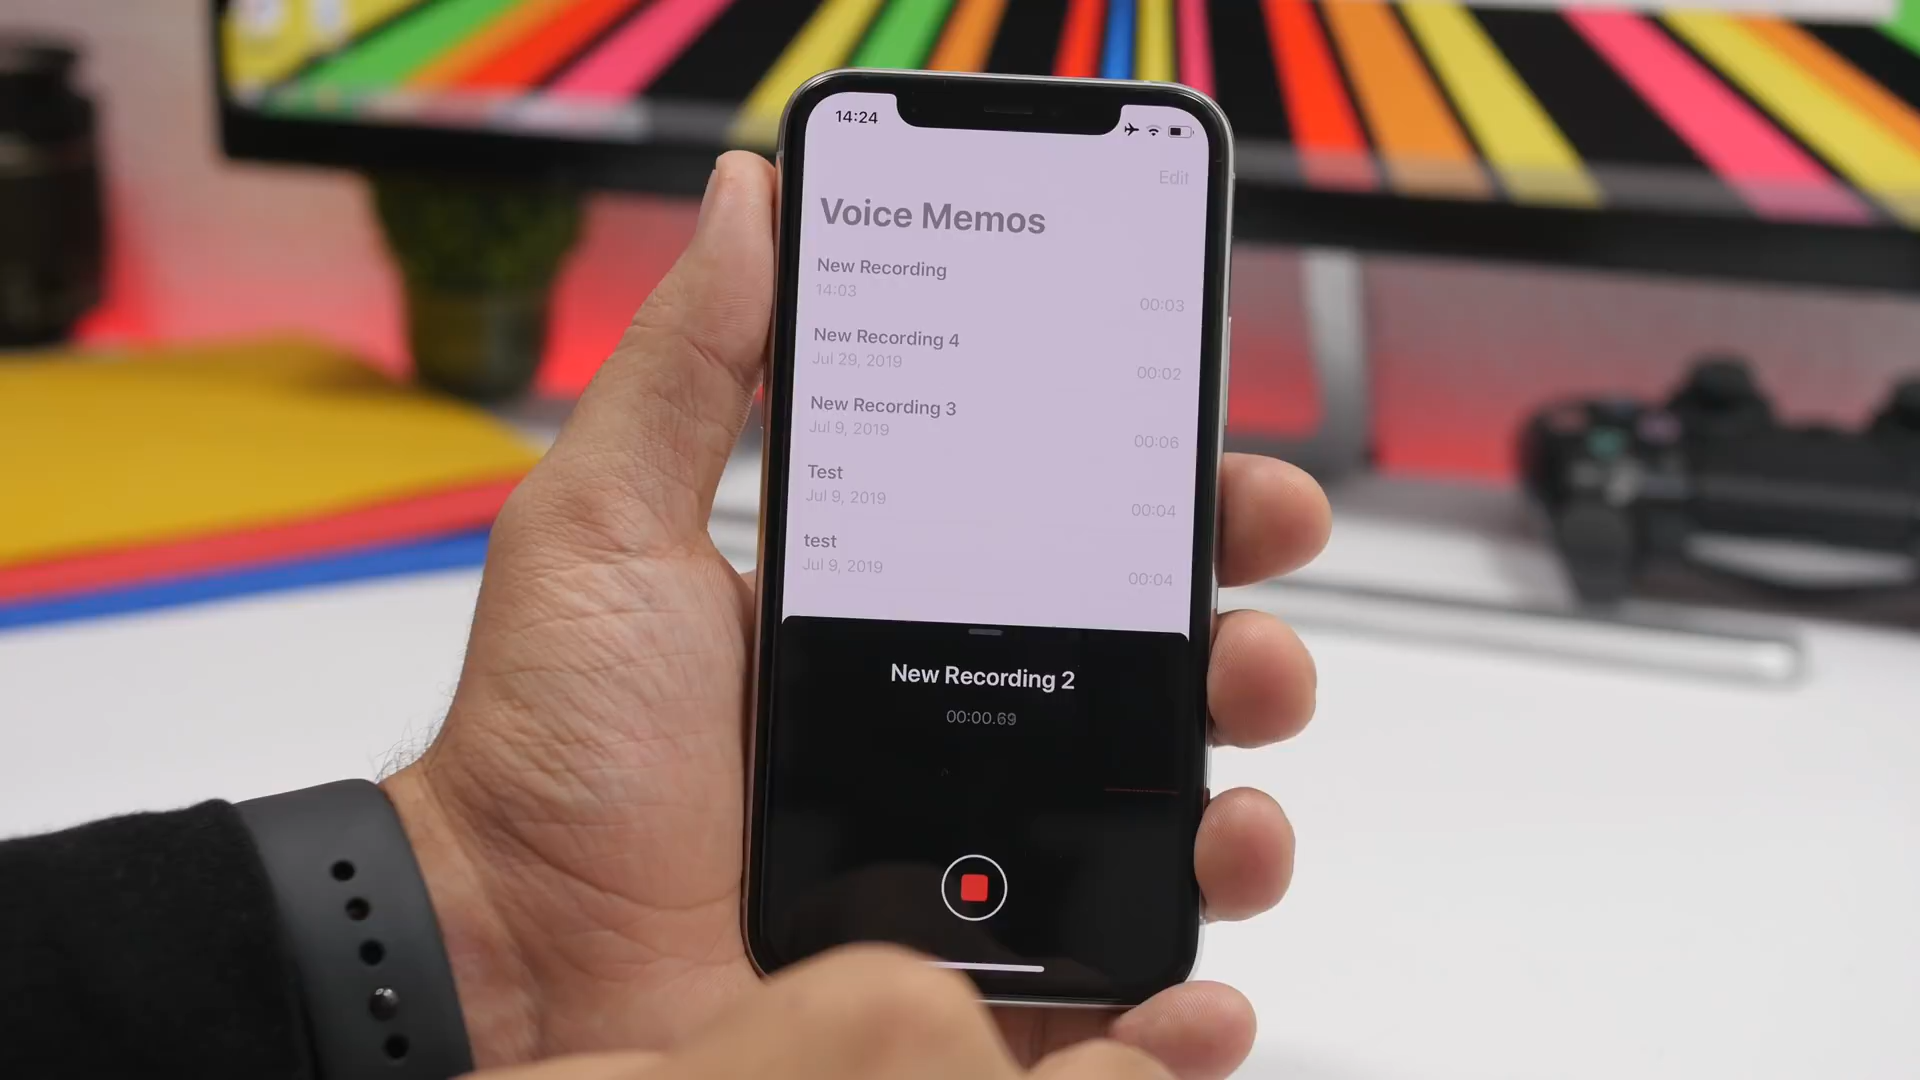 14:24
Edit
Voice Memos
New Recording
14:03
00:03
New Recording 4
Jul 29, 2019
00:02
New Recording 3
Jul 9, 2019
00:06
Test
Jul 9, 2019
00:04
test
Jul 9, 2019
00:04
New Recording 2
00:00.69